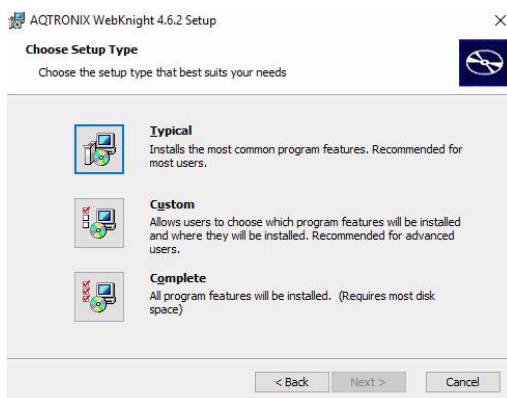 AQTRONIX WebKnight 4.6.2 Setup
Choose Setup Type
Choose the setup type that best suits your needs
Typical
Installs the most common program features. Recommended for
most users.
Custom
Allows users to choose which program features will be installed
and where they will be installed. Recommended for advanced
users.
Complete
All program features will be installed. (Requires most disk
space)
< Back Next > Cancel